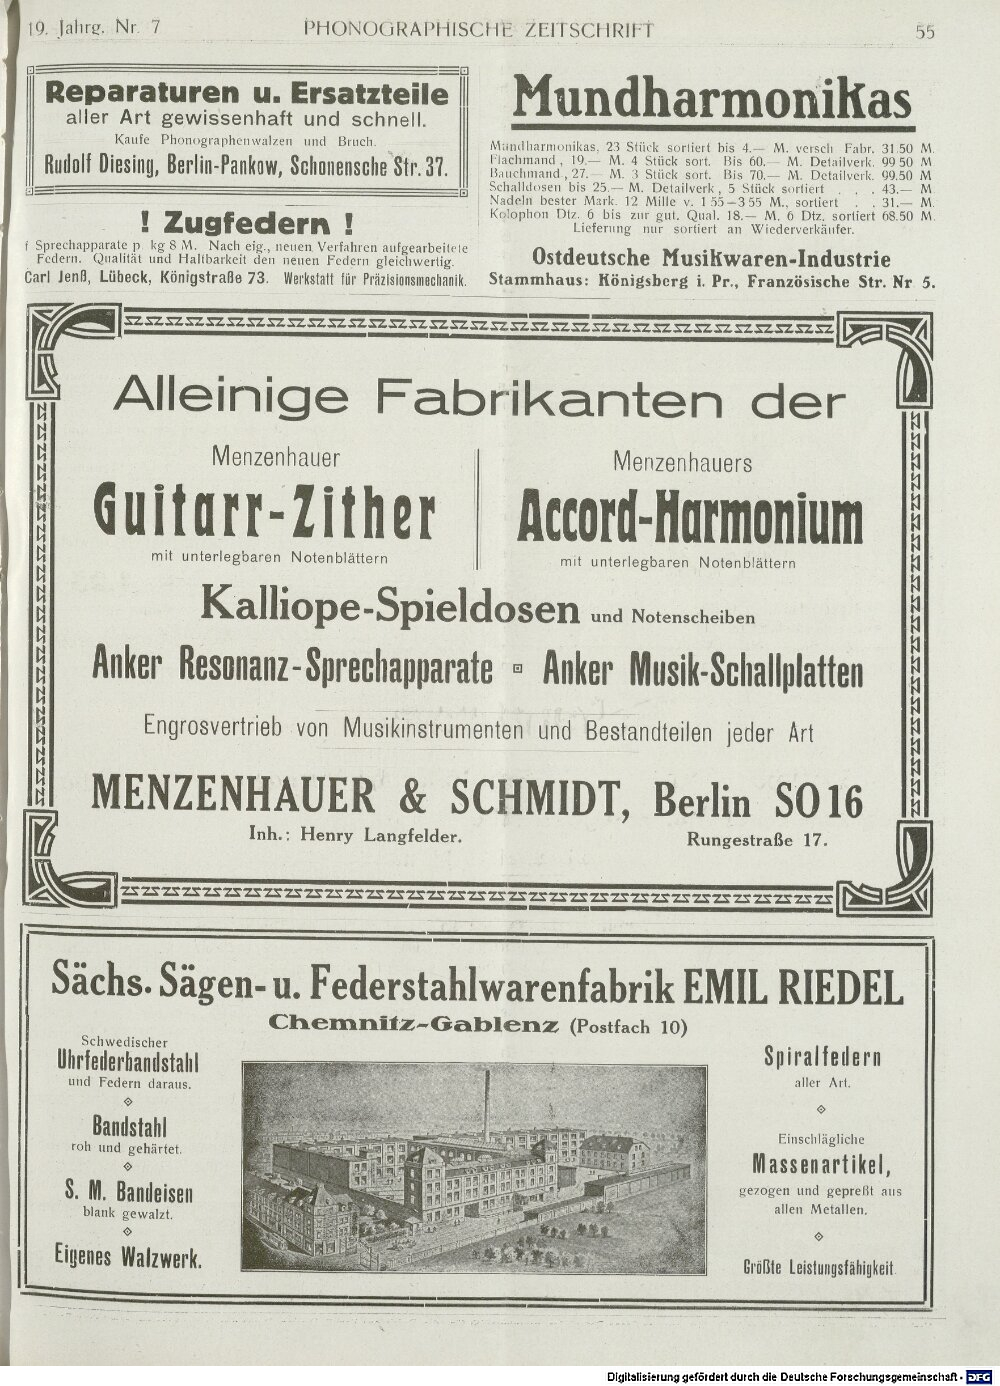 19. Jahrg. Nr. 7
PHONOGRAPHISCHE ZEITSCHRIFT
55
Reparaturen u. Ersatzteile
aller Art gewissenhaft und schnell.
Kaufe Phonographenwalzen und Bruch.
Rudolf Diesing, Berlin-Pankow, Schonensche Str. 37.
! Zugfedern !
f Sprechapparate p. kg 8 M. Nach eig., neuen Verfahren aufgearbeitete
Federn. Qualität und Haltbarkeit den neuen Federn gleichwertig.
Carl Jenß, Lübeck, Königstraße 73. Werkstatt für Präzisionsmechanik.
Mundharmonikas
Mundharmonikas, 23 Stück sortiert bis 4.— M. versch Fabr. 31.50 M.
Flachmand, 19.— M. 4 Stück sort. Bis 60.— M. Detailverk. 99 50 M
Bauchmand, 27.— M. 3 Stück sort. Bis 70.— M. Detailverk. 99.50 M
Schalldosen bis 25.— M. Detailverk, 5 Stück sortiert . . . 43.— M
Nadeln bester Mark. 12 Mille v. 1 55—3 55 M., sortiert . . 31.— M.
Kolophon Dtz. 6 bis zur gut. Qual. 18.— M. 6 Dtz. sortiert 68.50 M.
Lieferung nur sortiert an Wiederverkäufer.
Ostdeutsche Musikwaren-Industrie
Stammhaus: Königsberg i. Pr., Französische Str. Nr 5.
Alleinige Fabrikanten der
Menzenhauer
Guitarr-Zither
mit unterlegbaren Notenblättern
Menzenhauers
Accord-Harmonium
mit unterlegbaren Notenblättern
Kalliope-Spieldosen und Notenscheiben
Anker Resonanz-Sprechapparate ▫ Anker Musik-Schallplatten
Engrosvertrieb von Musikinstrumenten und Bestandteilen jeder Art
MENZENHAUER & SCHMIDT, Berlin SO 16
Inh.: Henry Langfelder.
Rungestraße 17.
Sächs. Sägen- u. Federstahlwarenfabrik EMIL RIEDEL
Chemnitz-Gablenz (Postfach 10)
Schwedischer
Uhrfederbandstahl
und Federn daraus.
Bandstahl
roh und gehärtet.
S. M. Bandeisen
blank gewalzt.
Eigenes Walzwerk.
Spiralfedern
aller Art.
Einschlägliche
Massenartikel,
gezogen und gepreßt aus
allen Metallen.
Größte Leistungsfähigkeit
Digitalisierung gefördert durch die Deutsche Forschungsgemeinschaft - DFG